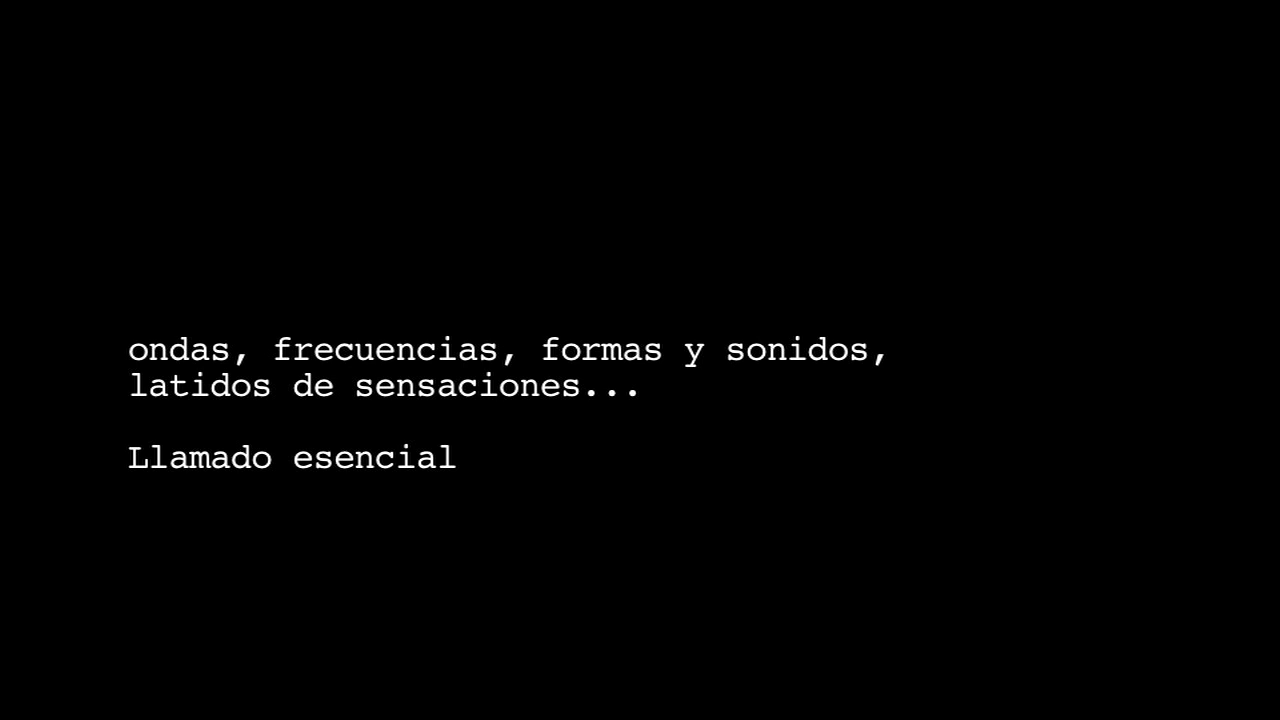 ondas, frecuencias, formas y sonidos,
latidos de sensaciones...
Llamado esencial